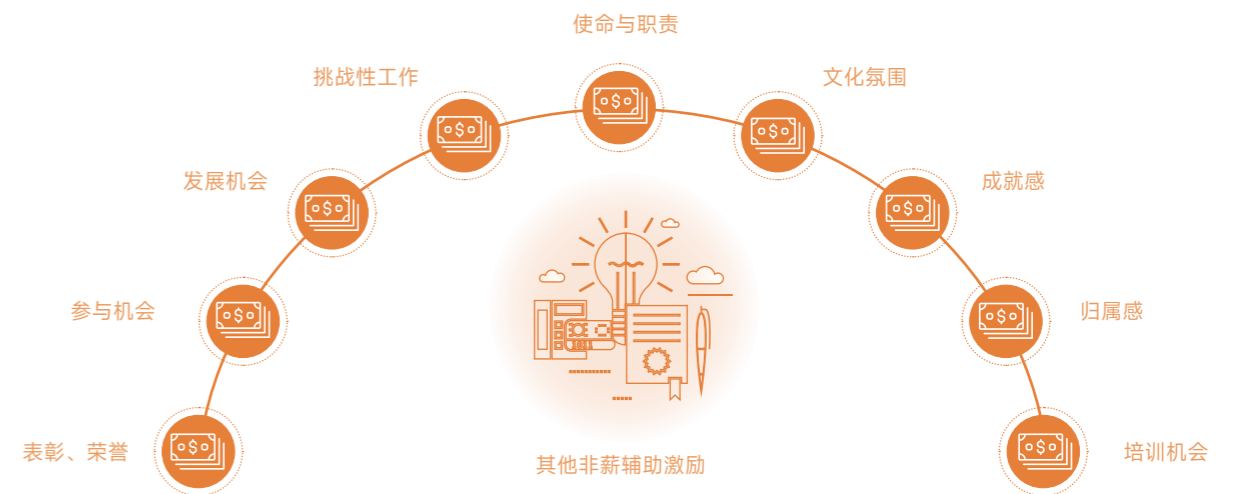 使命与职责
挑战性工作
文化氛围
发展机会
成就感
参与机会
归属感
表彰、荣誉
培训机会
其他非薪辅助激励